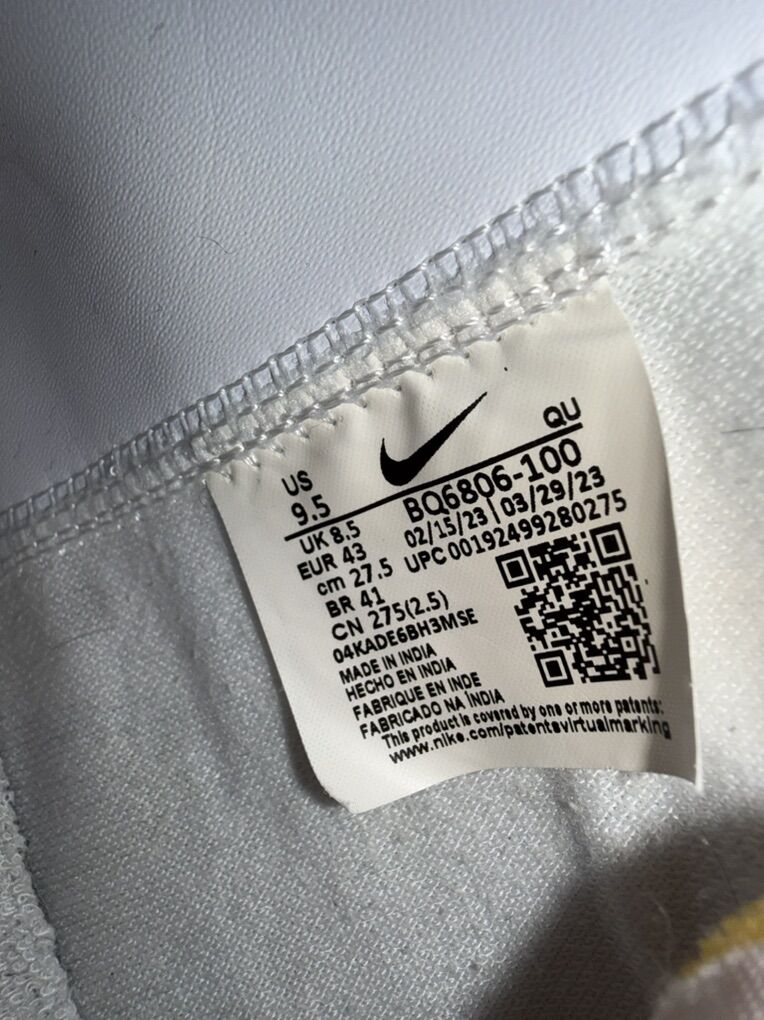 QU
US
9.5
BQ6806-100
02/15/23 | 03/29/23
UPC 00192499280275
UK 8.5
EUR 43
cm 27.5
BR 41
CN 275(2.5)
04KADE6BH3MSE
MADE IN INDIA
HECHO EN INDIA
FABRIQUE EN INDE
FABRICADO NA ÍNDIA
This product is covered by one or more patents:
www.nike.com/patentsvirtualmarking